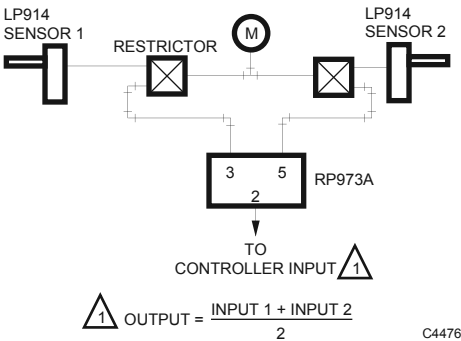 LP914
SENSOR 1
RESTRICTOR
M
LP914
SENSOR 2
3 5
2
RP973A
TO
CONTROLLER INPUT 1
1 OUTPUT = INPUT 1 + INPUT 2
2
C4476